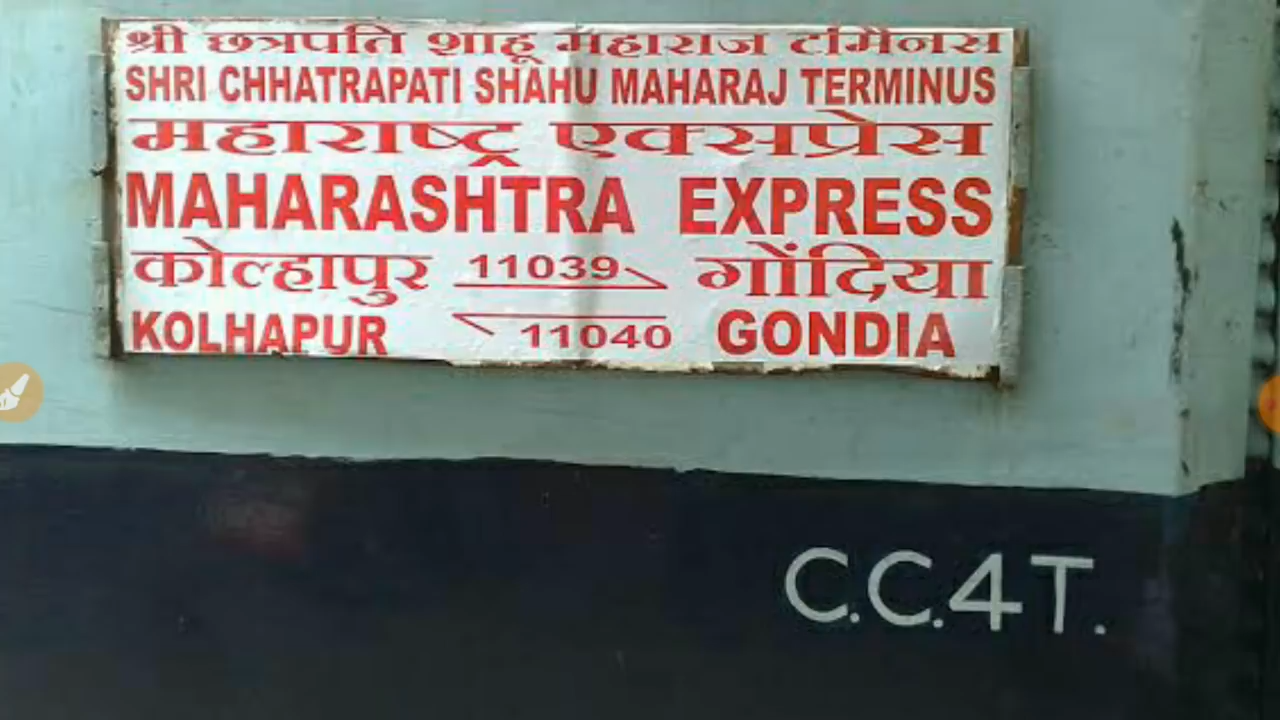 श्री छत्रपति शाहू महाराज टर्मिनस
SHRI CHHATRAPATI SHAHU MAHARAJ TERMINUS
महाराष्ट्र एक्सप्रेस
MAHARASHTRA EXPRESS
कोल्हापुर 11039 गोंदिया
KOLHAPUR 11040 GONDIA
C.C.4T.